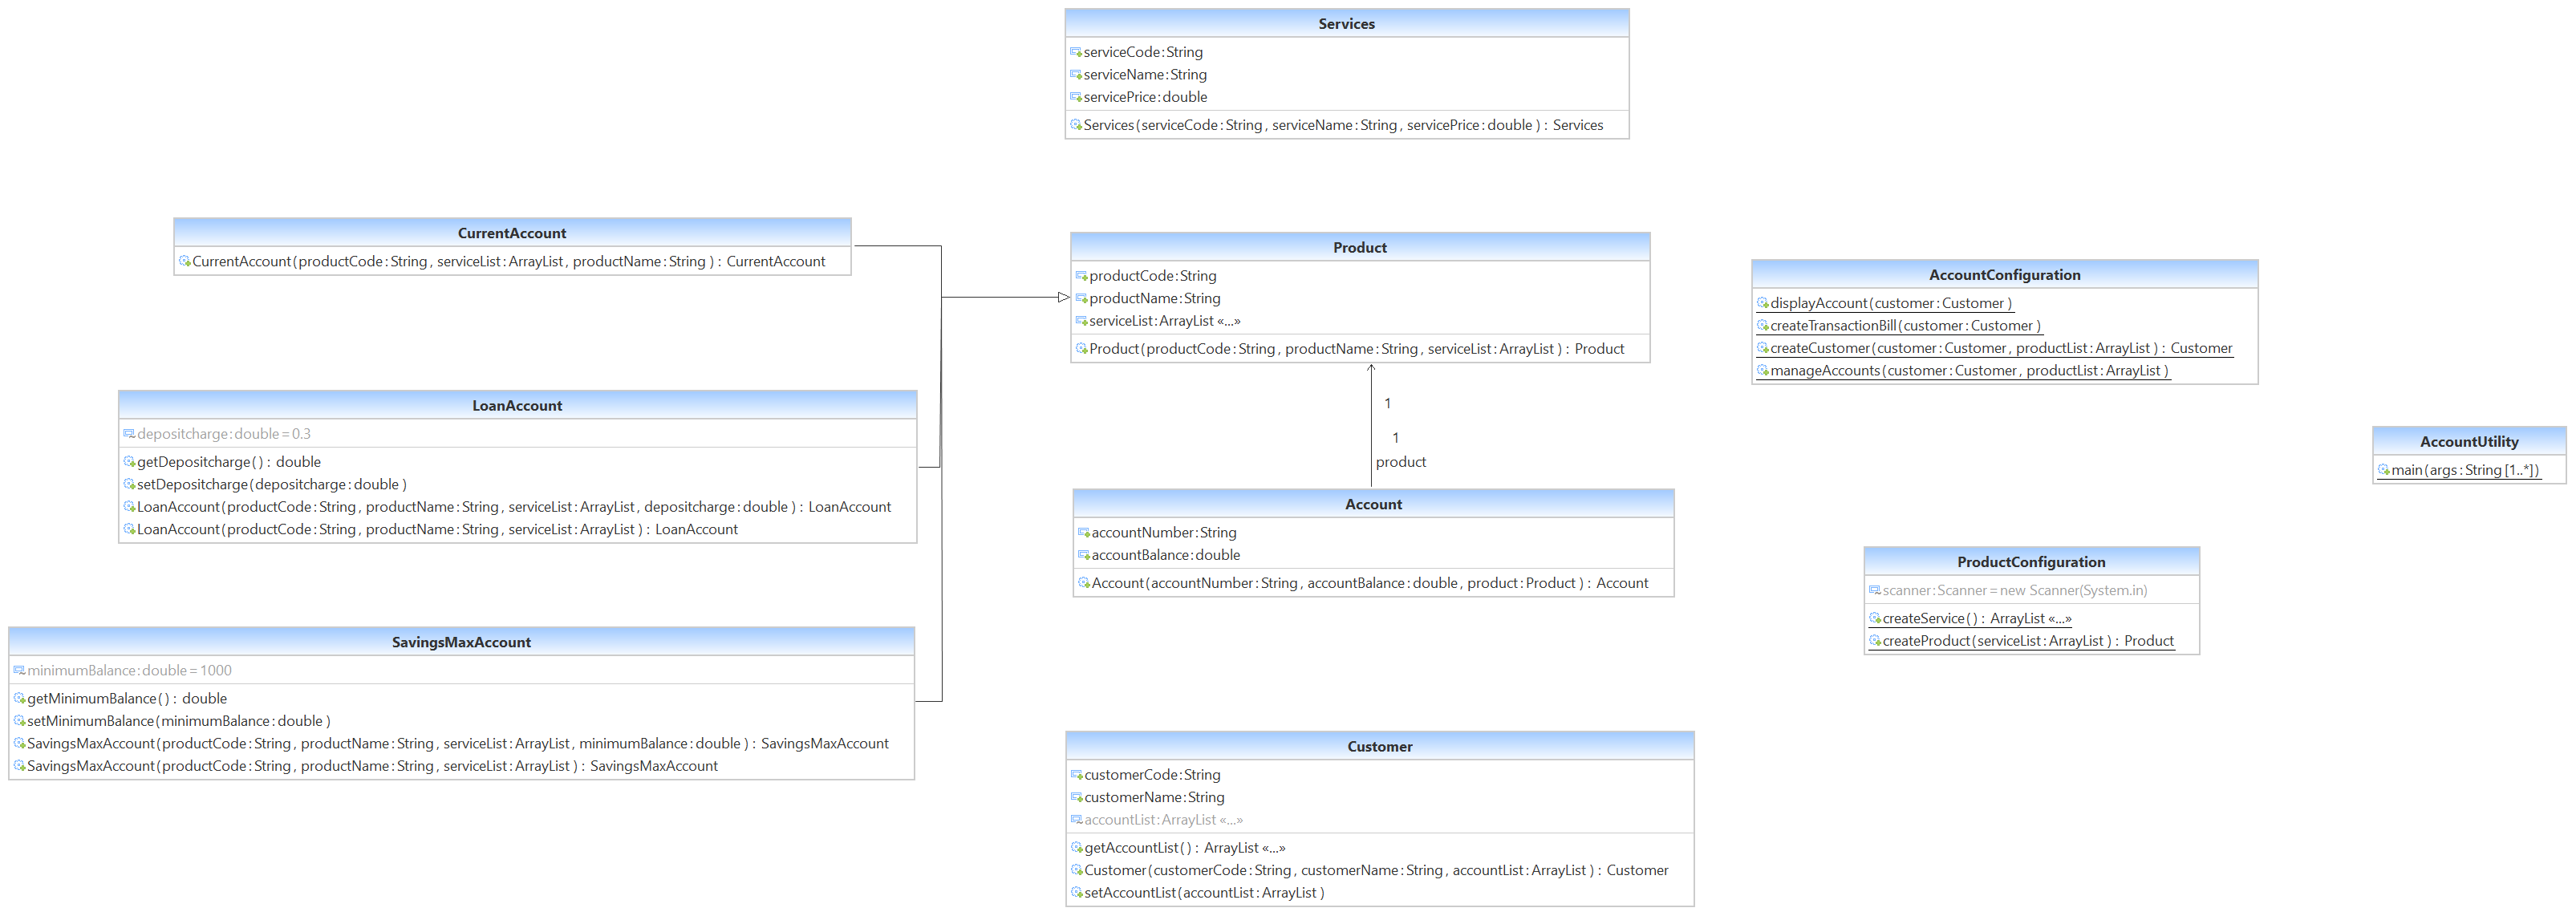 Services
serviceCode:String
serviceName:String
servicePrice:double
Services(serviceCode:String, serviceName:String, servicePrice:double ) : Services
CurrentAccount
CurrentAccount(productCode:String, serviceList:ArrayList, productName:String ) : CurrentAccount
Product
productCode:String
productName:String
serviceList:ArrayList «...»
Product(productCode:String, productName:String, serviceList:ArrayList ) : Product
AccountConfiguration
displayAccount(customer:Customer )
createTransactionBill(customer:Customer )
createCustomer(customer:Customer, productList:ArrayList ) : Customer
manageAccounts(customer:Customer, productList:ArrayList )
LoanAccount
depositcharge:double = 0.3
getDepositcharge() : double
setDepositcharge(depositcharge:double )
LoanAccount(productCode:String, productName:String, serviceList:ArrayList, depositcharge:double ) : LoanAccount
LoanAccount(productCode:String, productName:String, serviceList:ArrayList ) : LoanAccount
1
1
product
AccountUtility
main(args:String [1..*])
Account
accountNumber:String
accountBalance:double
Account(accountNumber:String, accountBalance:double, product:Product ) : Account
ProductConfiguration
scanner:Scanner = new Scanner(System.in)
createService() : ArrayList «...»
createProduct(serviceList:ArrayList ) : Product
SavingsMaxAccount
minimumBalance:double = 1000
getMinimumBalance() : double
setMinimumBalance(minimumBalance:double )
SavingsMaxAccount(productCode:String, productName:String, serviceList:ArrayList, minimumBalance:double ) : SavingsMaxAccount
SavingsMaxAccount(productCode:String, productName:String, serviceList:ArrayList ) : SavingsMaxAccount
Customer
customerCode:String
customerName:String
accountList:ArrayList «...»
getAccountList() : ArrayList «...»
Customer(customerCode:String, customerName:String, accountList:ArrayList ) : Customer
setAccountList(accountList:ArrayList )